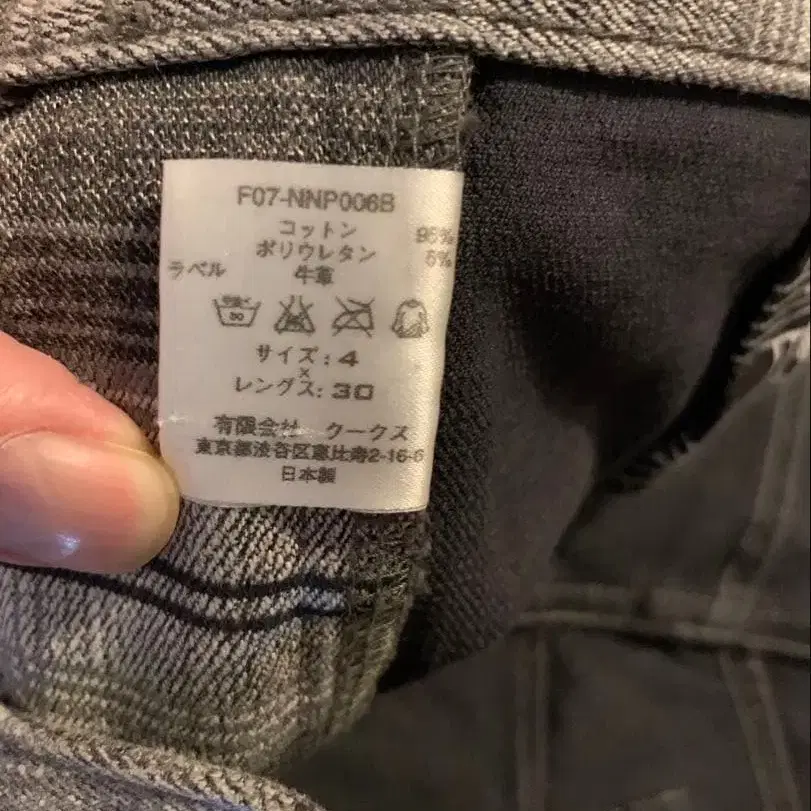 F07-NNP006B
コットン 95%
ポリウレタン 5%
ラベル 牛革
サイズ: 4
×
レングス: 30
有限会社 クークス
東京都渋谷区恵比寿2-16-6
日本製